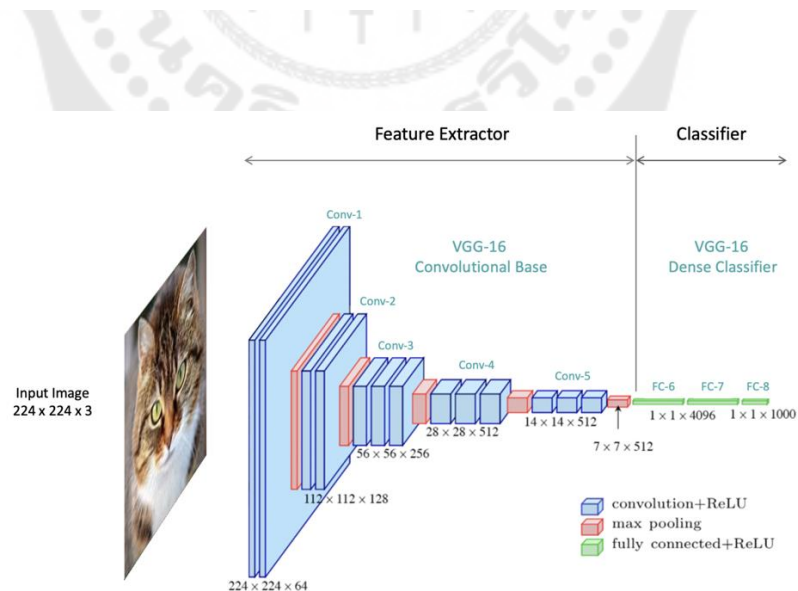 Feature Extractor
Classifier
Conv-1
VGG-16
Convolutional Base
VGG-16
Dense Classifier
Conv-2
Conv-3
Conv-4
Conv-5
FC-6
FC-7
FC-8
Input Image
224 x 224 x 3
1 × 1 × 4096
1 × 1 × 1000
14 × 14 × 512
28 × 28 × 512
7 × 7 × 512
56 × 56 × 256
112 × 112 × 128
convolution+ReLU
max pooling
fully connected+ReLU
224 × 224 × 64